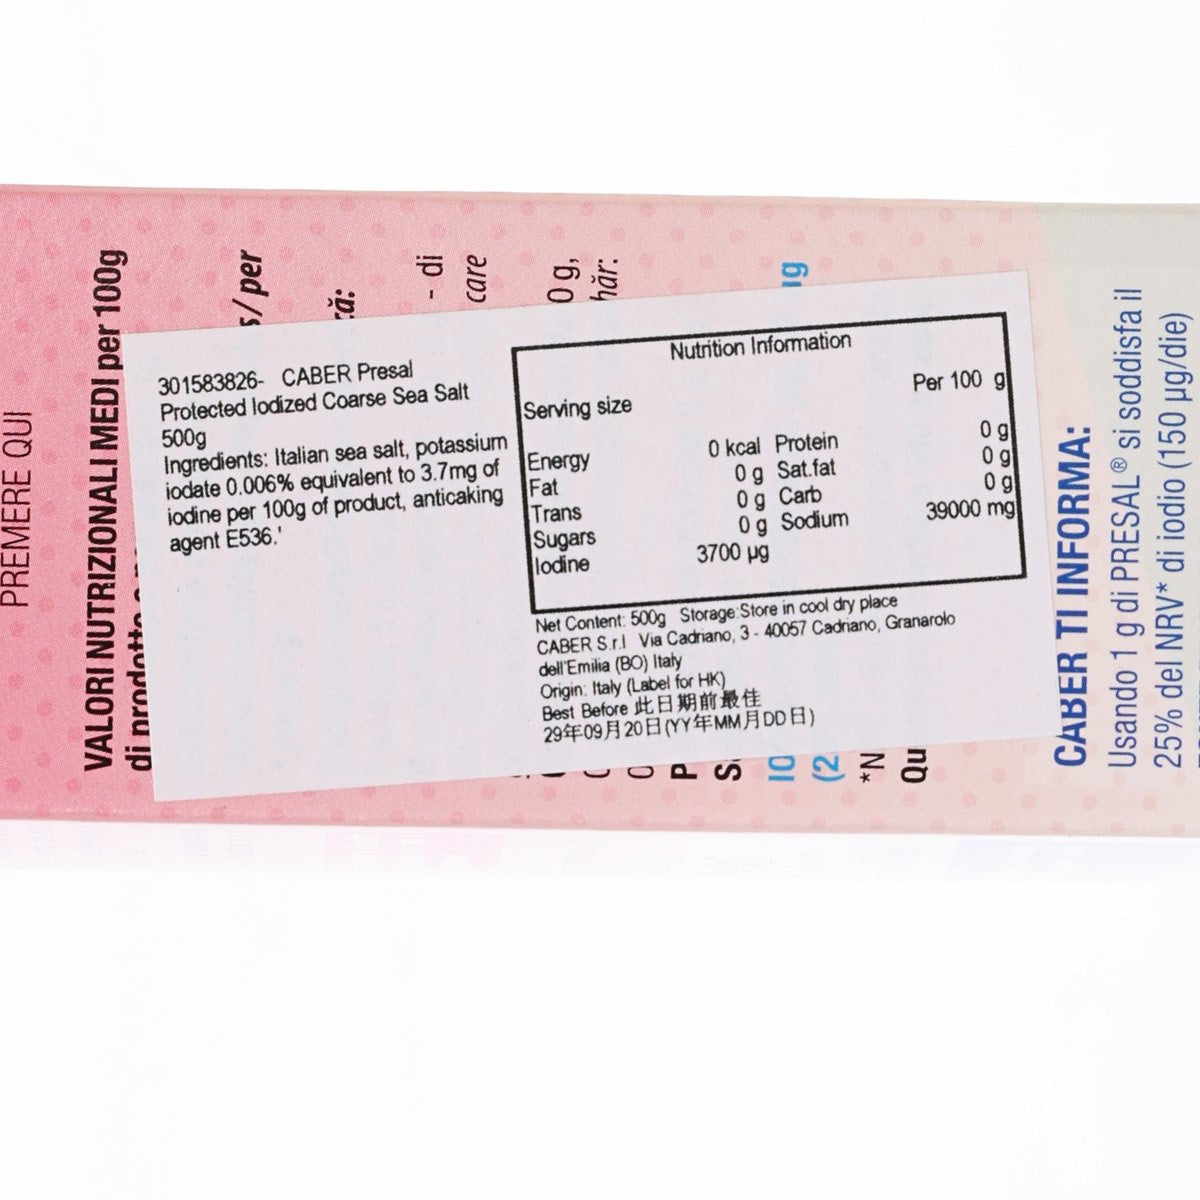 PREMERE QUI
VALORI NUTRIZIONALI MEDI per 100g
di prodotto
/ per
- di
care
0g,
301583826- CABER Presal
Protected Iodized Coarse Sea Salt
500g
Ingredients: Italian sea salt, potassium
iodate 0.006% equivalent to 3.7mg of
iodine per 100g of product, anticaking
agent E536.'
Nutrition Information
Per 100 g
Serving size
Energy 0 kcal Protein 0 g
Fat 0 g Sat.fat 0 g
Trans 0 g Carb 0 g
Sugars 0 g Sodium 39000 mg
Iodine 3700 µg
Net Content: 500g Storage:Store in cool dry place
CABER S.r.l Via Cadriano, 3 - 40057 Cadriano, Granarolo
dell'Emilia (BO) Italy
Origin: Italy (Label for HK)
Best Before 此日期前最佳
29年09月20日(YY年MM月DD日)
CABER TI INFORMA:
Usando 1 g di PRESAL® si soddisfa il
25% del NRV* di iodio (150 µg/die)